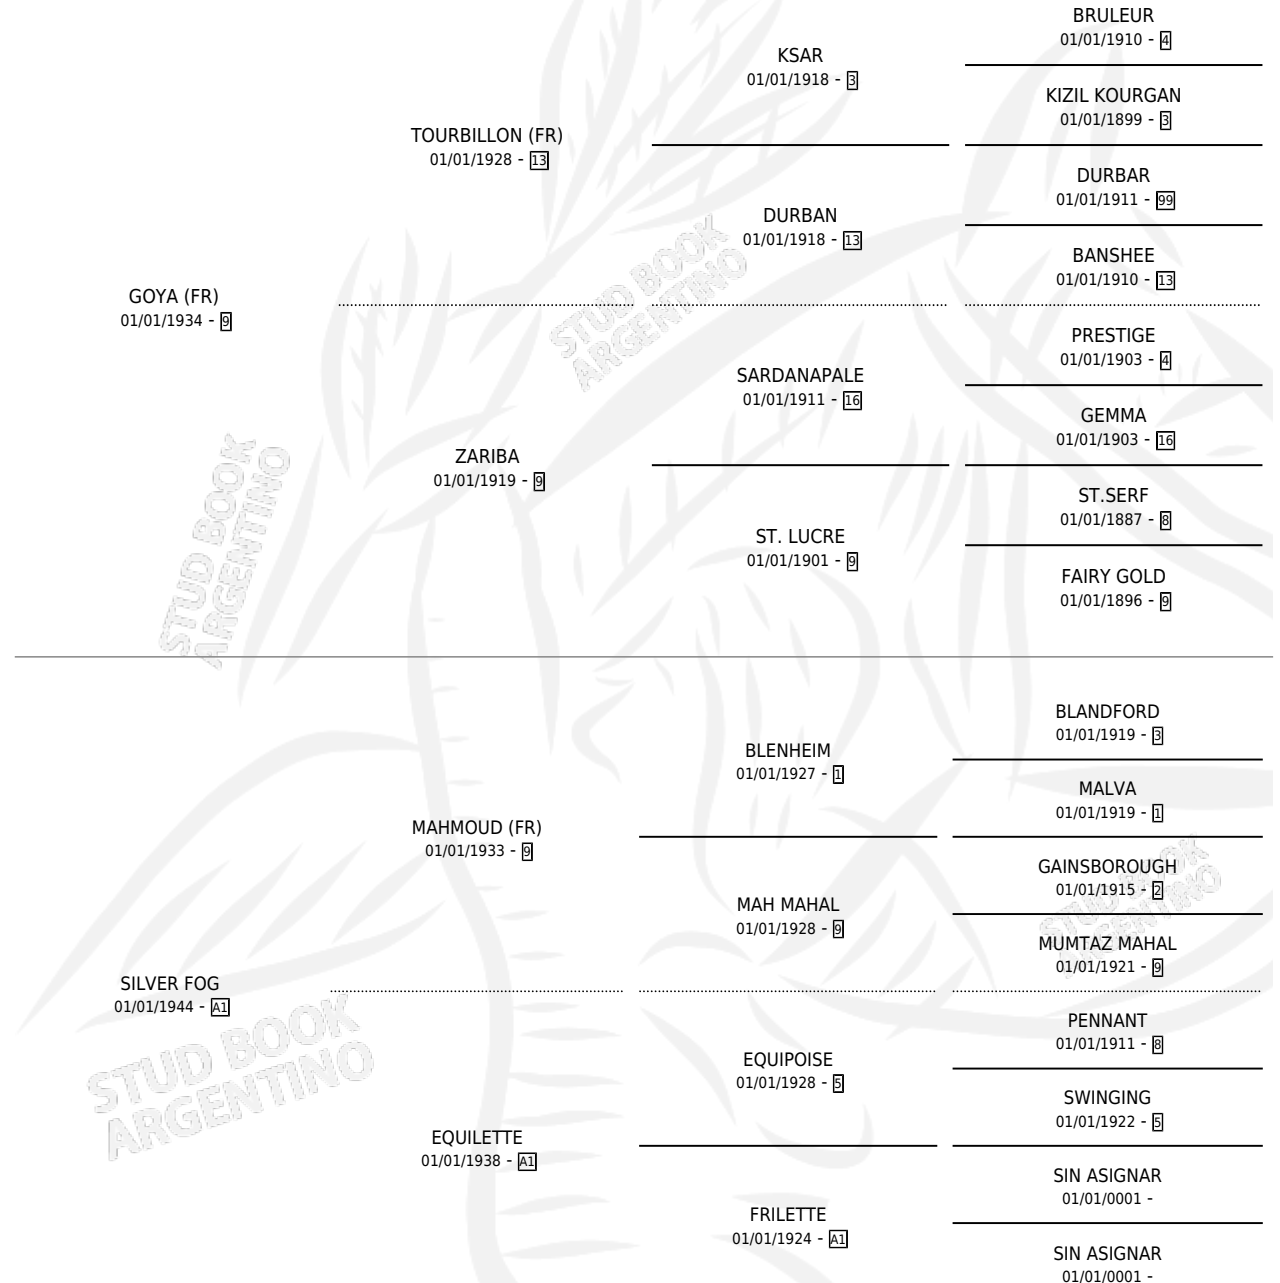 BRULEUR
01/01/1910 - 4
KSAR
01/01/1918 - 3
KIZIL KOURGAN
01/01/1899 - 3
TOURBILLON (FR)
01/01/1928 - 13
DURBAR
01/01/1911 - 99
DURBAN
01/01/1918 - 13
BANSHEE
01/01/1910 - 13
GOYA (FR)
01/01/1934 - 9
PRESTIGE
01/01/1903 - 4
SARDANAPALE
01/01/1911 - 16
GEMMA
01/01/1903 - 16
ZARIBA
01/01/1919 - 9
ST.SERF
01/01/1887 - 8
ST. LUCRE
01/01/1901 - 9
FAIRY GOLD
01/01/1896 - 9
STUD BOOK
ARGENTINO
STUD BOOK
ARGENTINO
BLANDFORD
01/01/1919 - 3
BLENHEIM
01/01/1927 - 1
MALVA
01/01/1919 - 1
MAHMOUD (FR)
01/01/1933 - 9
GAINSBOROUGH
01/01/1915 - 2
MAH MAHAL
01/01/1928 - 9
MUMTAZ MAHAL
01/01/1921 - 9
SILVER FOG
01/01/1944 - A1
PENNANT
01/01/1911 - 8
EQUIPOISE
01/01/1928 - 5
SWINGING
01/01/1922 - 5
EQUILETTE
01/01/1938 - A1
SIN ASIGNAR
01/01/0001 -
FRILETTE
01/01/1924 - A1
SIN ASIGNAR
01/01/0001 -
STUD BOOK
ARGENTINO
STUD BOOK
ARGENTINO